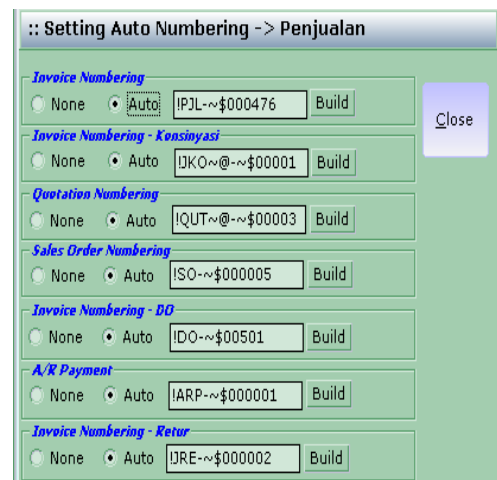 :: Setting Auto Numbering -> Penjualan
Invoice Numbering
None Auto !PJL-~$000476 Build
Close
Invoice Numbering - Konsinyasi
None Auto !JKO~@-~$00001 Build
Quotation Numbering
None Auto !QUT~@-~$00003 Build
Sales Order Numbering
None Auto !SO-~$000005 Build
Invoice Numbering - DO
None Auto !DO-~$00501 Build
A/R Payment
None Auto !ARP-~$000001 Build
Invoice Numbering - Retur
None Auto !JRE-~$000002 Build